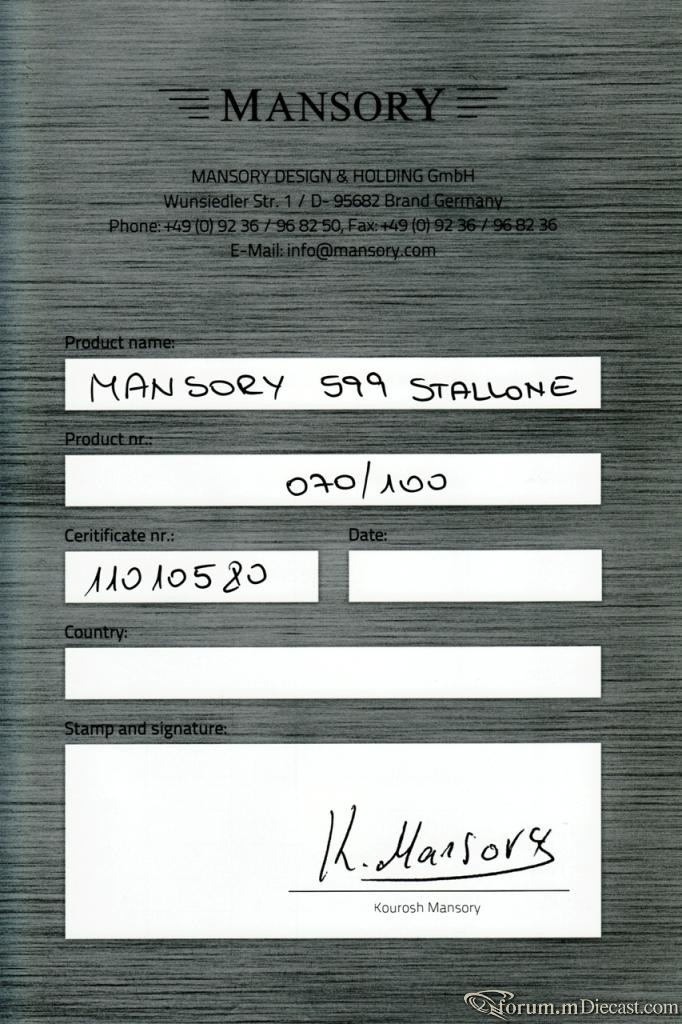 MANSORY
MANSORY DESIGN & HOLDING GmbH
Wunsiedler Str. 1 / D- 95682 Brand Germany
Phone: +49 (0) 92 36 / 96 82 50, Fax: +49 (0) 92 36 / 96 82 36
E-Mail: info@mansory.com
Product name:
MANSORY 599 STALLONE
Product nr.:
070/100
Ceritificate nr.: Date:
11010580
Country:
Stamp and signature:
K. Mansory
Kourosh Mansory
forum.mDiecast.com